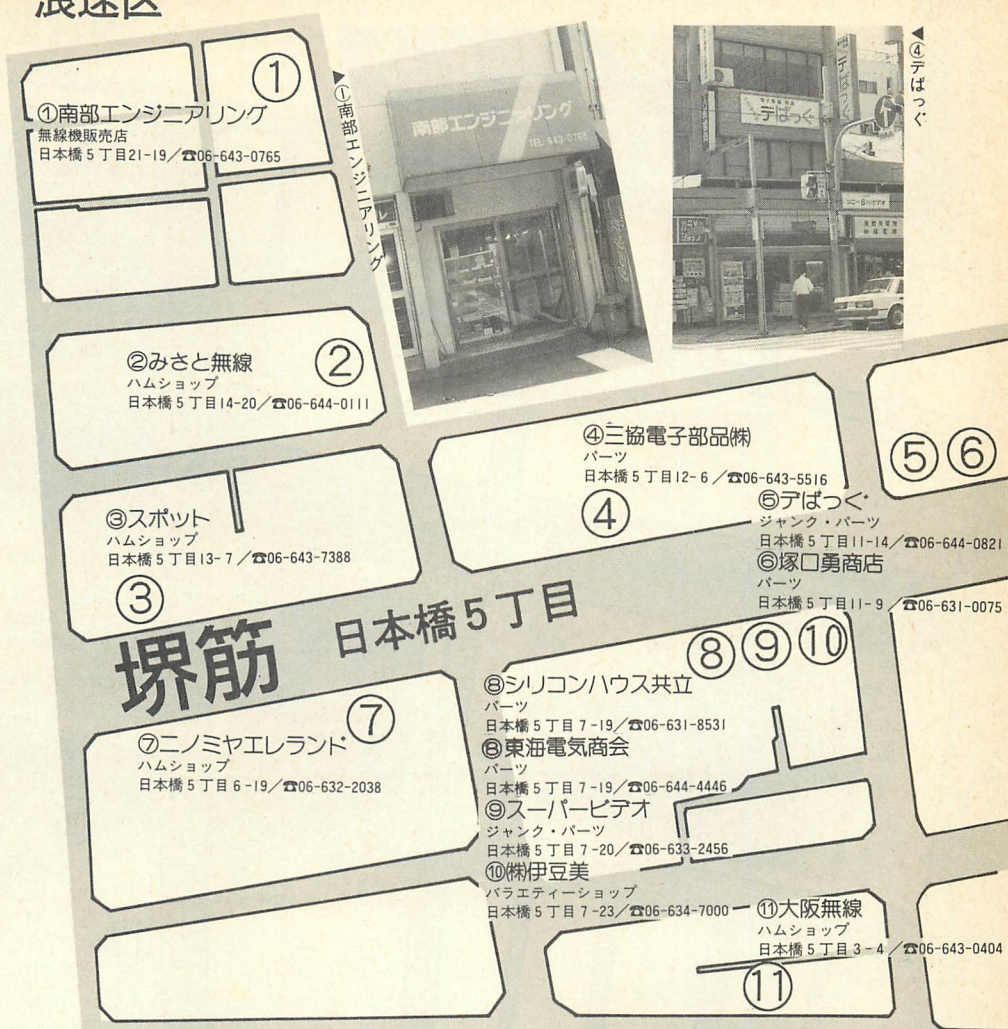 浪速区
①
①南部エンジニアリング
無線機販売店
日本橋5丁目21-19/☎06-643-0765
▶①南部エンジニアリング
南部エンジニアリング
TEL 643-0765
◀④デばっぐ
デばっぐ
デばっぐ
②みさと無線
②
ハムショップ
日本橋5丁目14-20/☎06-644-0111
③スポット
ハムショップ
日本橋5丁目13-7/☎06-643-7388
③
④三協電子部品㈱
パーツ
日本橋5丁目12-6/☎06-643-5516
④
⑤⑥
⑤デばっぐ
ジャンク・パーツ
日本橋5丁目11-14/☎06-644-0821
⑥塚口勇商店
パーツ
日本橋5丁目11-9/☎06-631-0075
堺筋
日本橋5丁目
⑦
⑦ニノミヤエレランド
ハムショップ
日本橋5丁目6-19/☎06-632-2038
⑧⑨⑩
⑧シリコンハウス共立
パーツ
日本橋5丁目7-19/☎06-631-8531
⑧東海電気商会
パーツ
日本橋5丁目7-19/☎06-644-4446
⑨スーパービデオ
ジャンク・パーツ
日本橋5丁目7-20/☎06-633-2456
⑩㈱伊豆美
バラエティーショップ
日本橋5丁目7-23/☎06-634-7000
⑪大阪無線
ハムショップ
日本橋5丁目3-4/☎06-643-0404
⑪